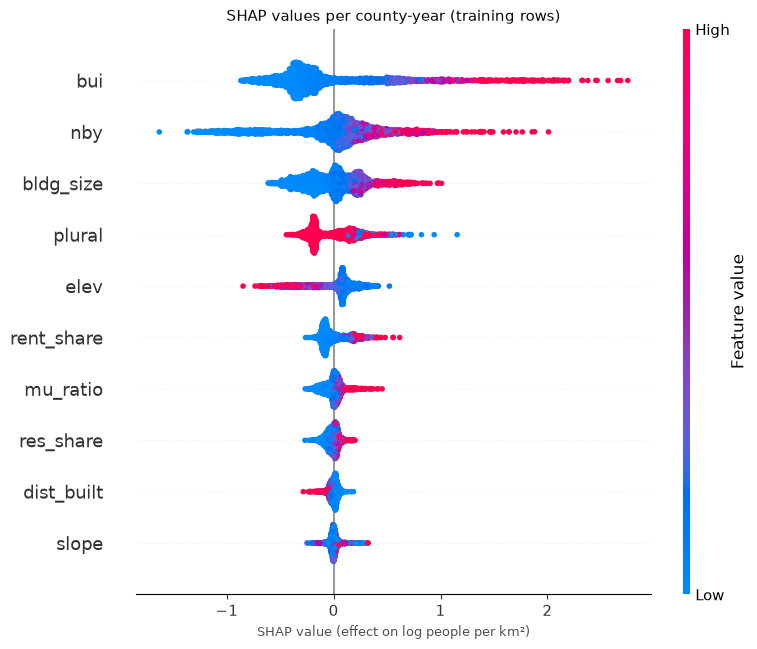 SHAP values per county-year (training rows)
High
bui
nby
bldg_size
plural
elev
rent_share
mu_ratio
res_share
dist_built
slope
Feature value
Low
−1
0
1
2
SHAP value (effect on log people per km²)